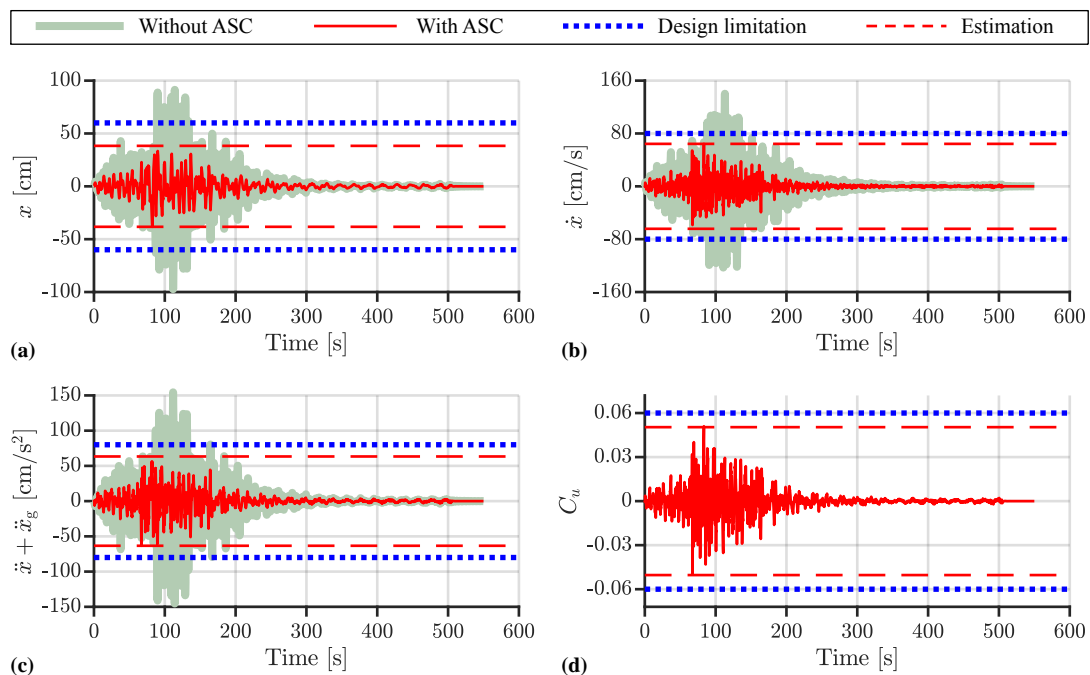 Without ASC With ASC Design limitation Estimation
100
50
0
-50
-100
x [cm]
0 100 200 300 400 500 600
Time [s]
(a)
160
80
0
-80
-160
ẋ [cm/s]
0 100 200 300 400 500 600
Time [s]
(b)
150
100
50
0
-50
-100
-150
ẍ + ẍg [cm/s²]
0 100 200 300 400 500 600
Time [s]
(c)
0.06
0.03
0
-0.03
-0.06
Cu
0 100 200 300 400 500 600
Time [s]
(d)